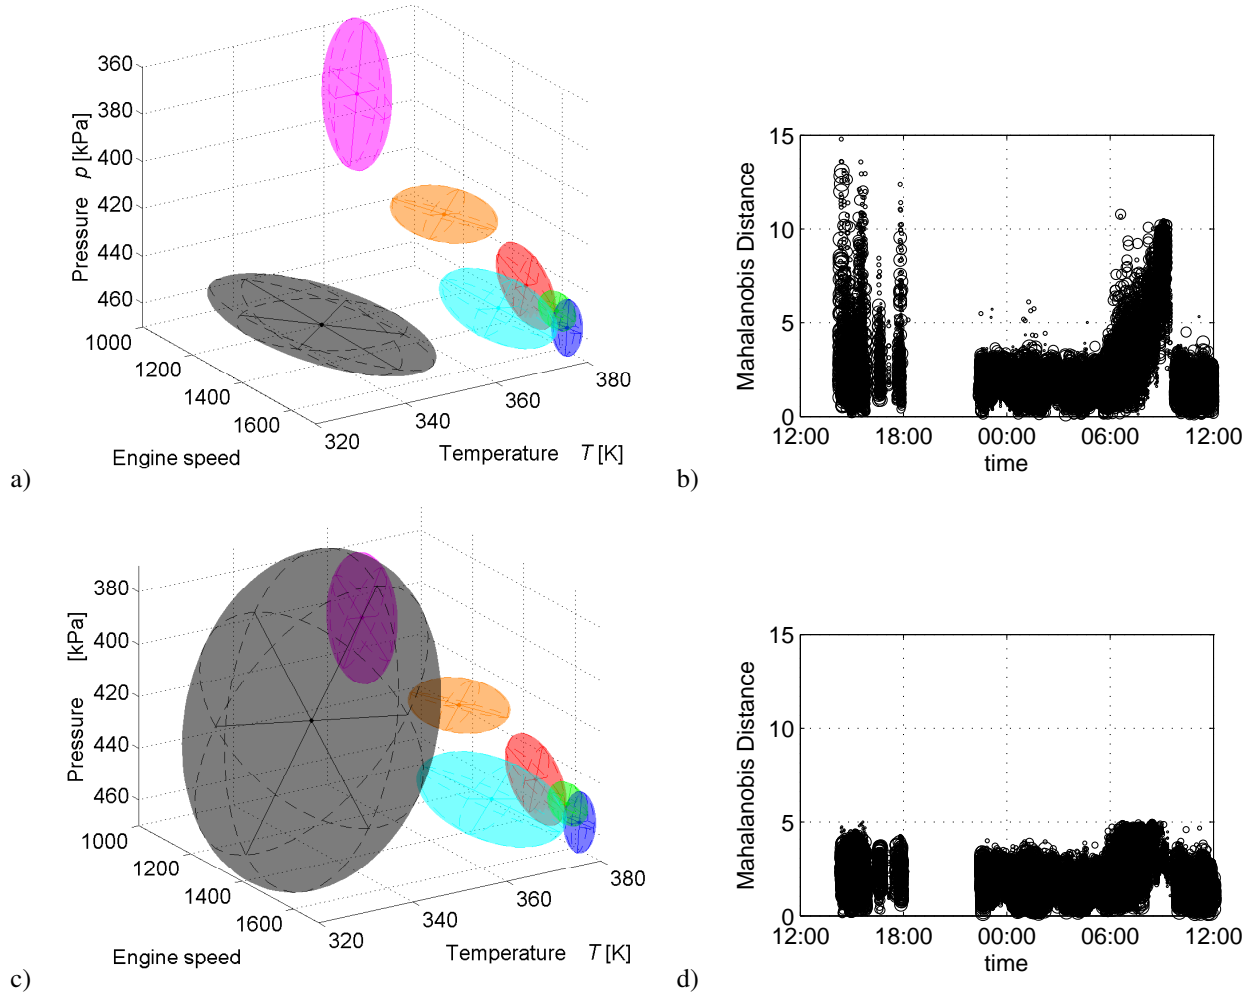 360
380
400
420
440
460
Pressure p [kPa]
1000
1200
1400
1600
Engine speed
320
340
360
380
Temperature T [K]
a)
15
10
5
0
Mahalanobis Distance
12:00 18:00 00:00 06:00 12:00
time
b)
380
400
420
440
460
Pressure [kPa]
1000
1200
1400
1600
Engine speed
320
340
360
380
Temperature T [K]
c)
15
10
5
0
Mahalanobis Distance
12:00 18:00 00:00 06:00 12:00
time
d)